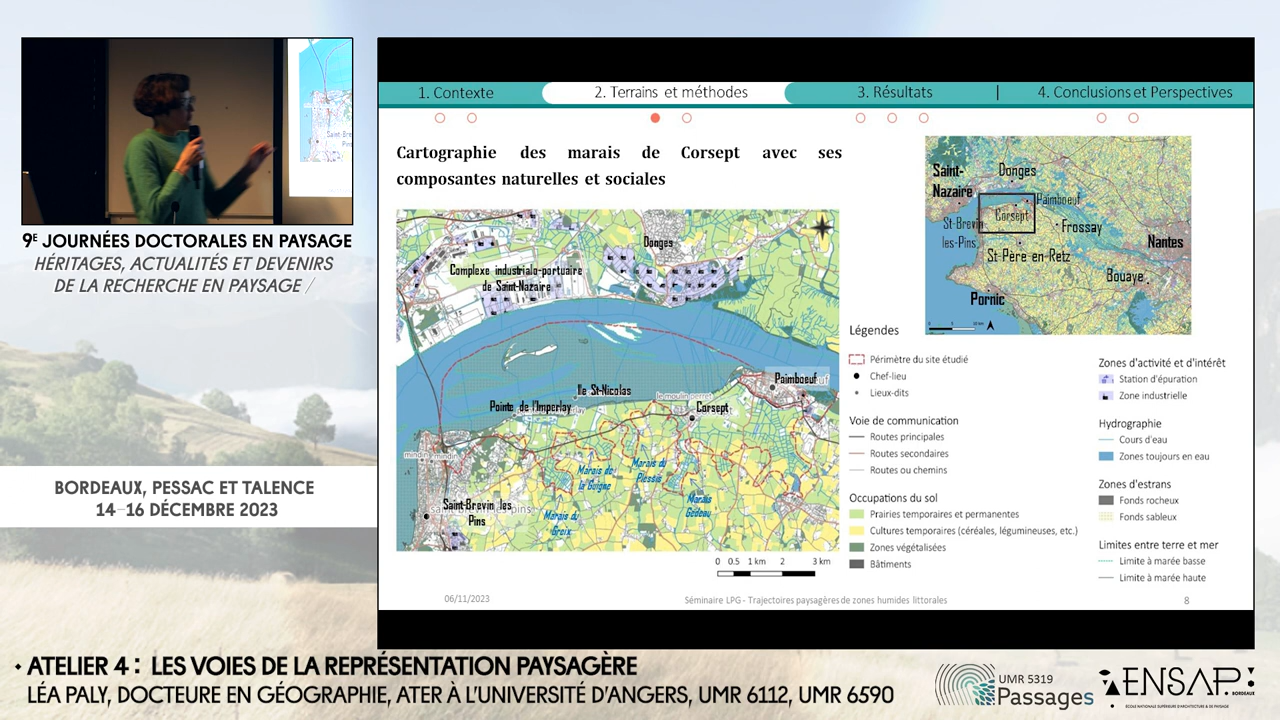 9E JOURNÉES DOCTORALES EN PAYSAGE
HÉRITAGES, ACTUALITÉS ET DEVENIRS
DE LA RECHERCHE EN PAYSAGE /
BORDEAUX, PESSAC ET TALENCE
14-16 DÉCEMBRE 2023
1. Contexte
2. Terrains et méthodes
3. Résultats
4. Conclusions et Perspectives
Cartographie des marais de Corsept avec ses
composantes naturelles et sociales
Donges
Complexe industrialo-portuaire
de Saint-Nazaire
Paimboeuf
Ile St-Nicolas
Pointe de l'Imperlay
Corsept
mindin
Marais de
la Guigne
Marais du
Plessis
Marais
Gédeau
Marais du
Greix
Saint-Brevin les
Pins
0 0.5 1 km 2 3 km
Saint-
Nazaire
Donges
Paimboeuf
Corsept
St-Brevin
les-Pins
Frossay
Nantes
St-Père-en-Retz
Bouaye
Pornic
Légendes
Périmètre du site étudié
Chef-lieu
Lieux-dits
Voie de communication
Routes principales
Routes secondaires
Routes ou chemins
Occupations du sol
Prairies temporaires et permanentes
Cultures temporaires (céréales, légumineuses, etc.)
Zones végétalisées
Bâtiments
Zones d'activité et d'intérêt
Station d'épuration
Zone industrielle
Hydrographie
Cours d'eau
Zones toujours en eau
Zones d'estrans
Fonds rocheux
Fonds sableux
Limites entre terre et mer
Limite à marée basse
Limite à marée haute
06/11/2023
Séminaire LPG - Trajectoires paysagères de zones humides littorales
8
ATELIER 4 : LES VOIES DE LA REPRÉSENTATION PAYSAGÈRE
LÉA PALY, DOCTEURE EN GÉOGRAPHIE, ATER À L'UNIVERSITÉ D'ANGERS, UMR 6112, UMR 6590
UMR 5319
Passages
ENSAP
BORDEAUX
ÉCOLE NATIONALE SUPÉRIEURE D'ARCHITECTURE & DE PAYSAGE